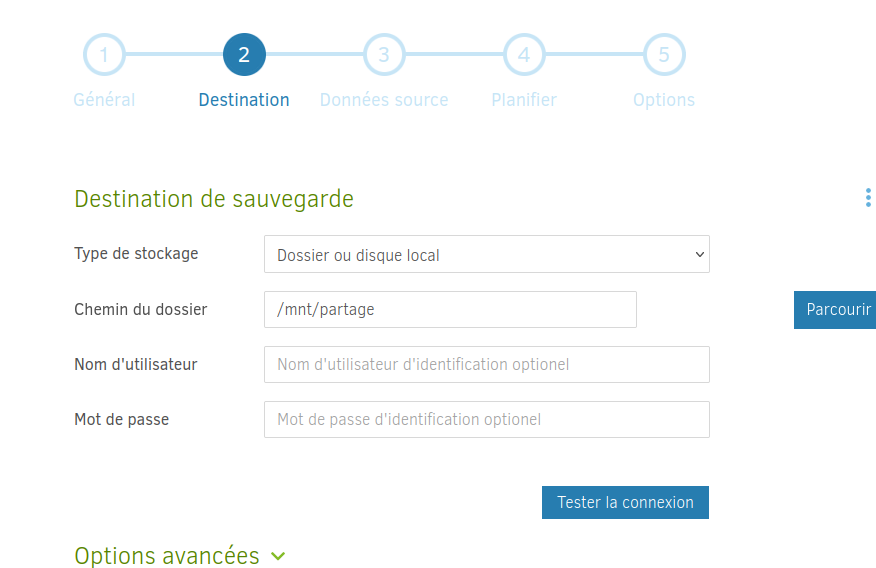 1 2 3 4 5
Général Destination Données source Planifier Options
Destination de sauvegarde
Type de stockage Dossier ou disque local
Chemin du dossier /mnt/partage Parcourir
Nom d'utilisateur Nom d'utilisateur d'identification optionel
Mot de passe Mot de passe d'identification optionel
Tester la connexion
Options avancées